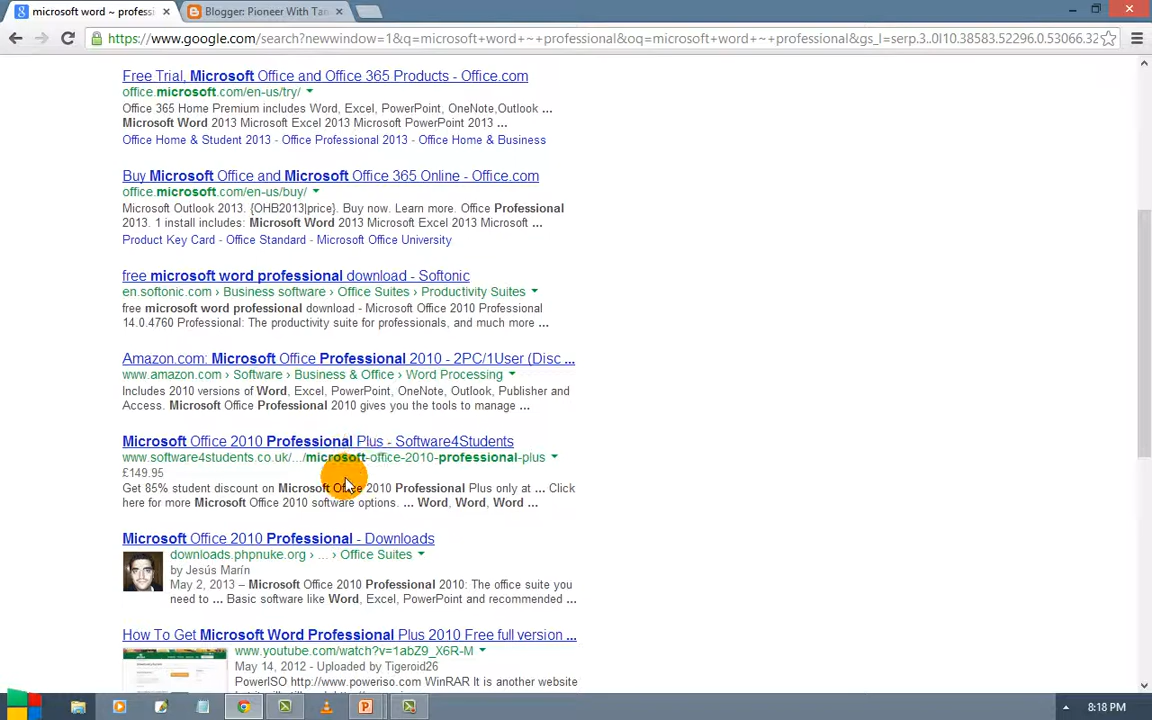 microsoft word ~ profess
Blogger: Pioneer With Tar
https://www.google.com/search?newwindow=1&q=microsoft+word+~+professional&oq=microsoft+word+~+professional&gs_l=serp.3..0l10.38583.52296.0.53066.32
Free Trial, Microsoft Office and Office 365 Products - Office.com
office.microsoft.com/en-us/try/
Office 365 Home Premium includes Word, Excel, PowerPoint, OneNote,Outlook ...
Microsoft Word 2013 Microsoft Excel 2013 Microsoft PowerPoint 2013 ...
Office Home & Student 2013 - Office Professional 2013 - Office Home & Business
Buy Microsoft Office and Microsoft Office 365 Online - Office.com
office.microsoft.com/en-us/buy/
Microsoft Outlook 2013. {OHB2013|price}. Buy now. Learn more. Office Professional
2013. 1 install includes: Microsoft Word 2013 Microsoft Excel 2013 Microsoft ...
Product Key Card - Office Standard - Microsoft Office University
free microsoft word professional download - Softonic
en.softonic.com › Business software › Office Suites › Productivity Suites
free microsoft word professional download - Microsoft Office 2010 Professional
14.0.4760 Professional: The productivity suite for professionals, and much more ...
Amazon.com: Microsoft Office Professional 2010 - 2PC/1User (Disc ...
www.amazon.com › Software › Business & Office › Word Processing
Includes 2010 versions of Word, Excel, PowerPoint, OneNote, Outlook, Publisher and
Access. Microsoft Office Professional 2010 gives you the tools to manage ...
Microsoft Office 2010 Professional Plus - Software4Students
www.software4students.co.uk/.../microsoft-office-2010-professional-plus
£149.95
Get 85% student discount on Microsoft Office 2010 Professional Plus only at ... Click
here for more Microsoft Office 2010 software options. ... Word, Word, Word ...
Microsoft Office 2010 Professional - Downloads
downloads.phpnuke.org › ... › Office Suites
by Jesús Marín
May 2, 2013 – Microsoft Office 2010 Professional 2010: The office suite you
need to ... Basic software like Word, Excel, PowerPoint and recommended ...
How To Get Microsoft Word Professional Plus 2010 Free full version ...
www.youtube.com/watch?v=1abZ9_X6R-M
May 14, 2012 - Uploaded by Tigeroid26
PowerISO http://www.poweriso.com WinRAR It is another website
8:18 PM